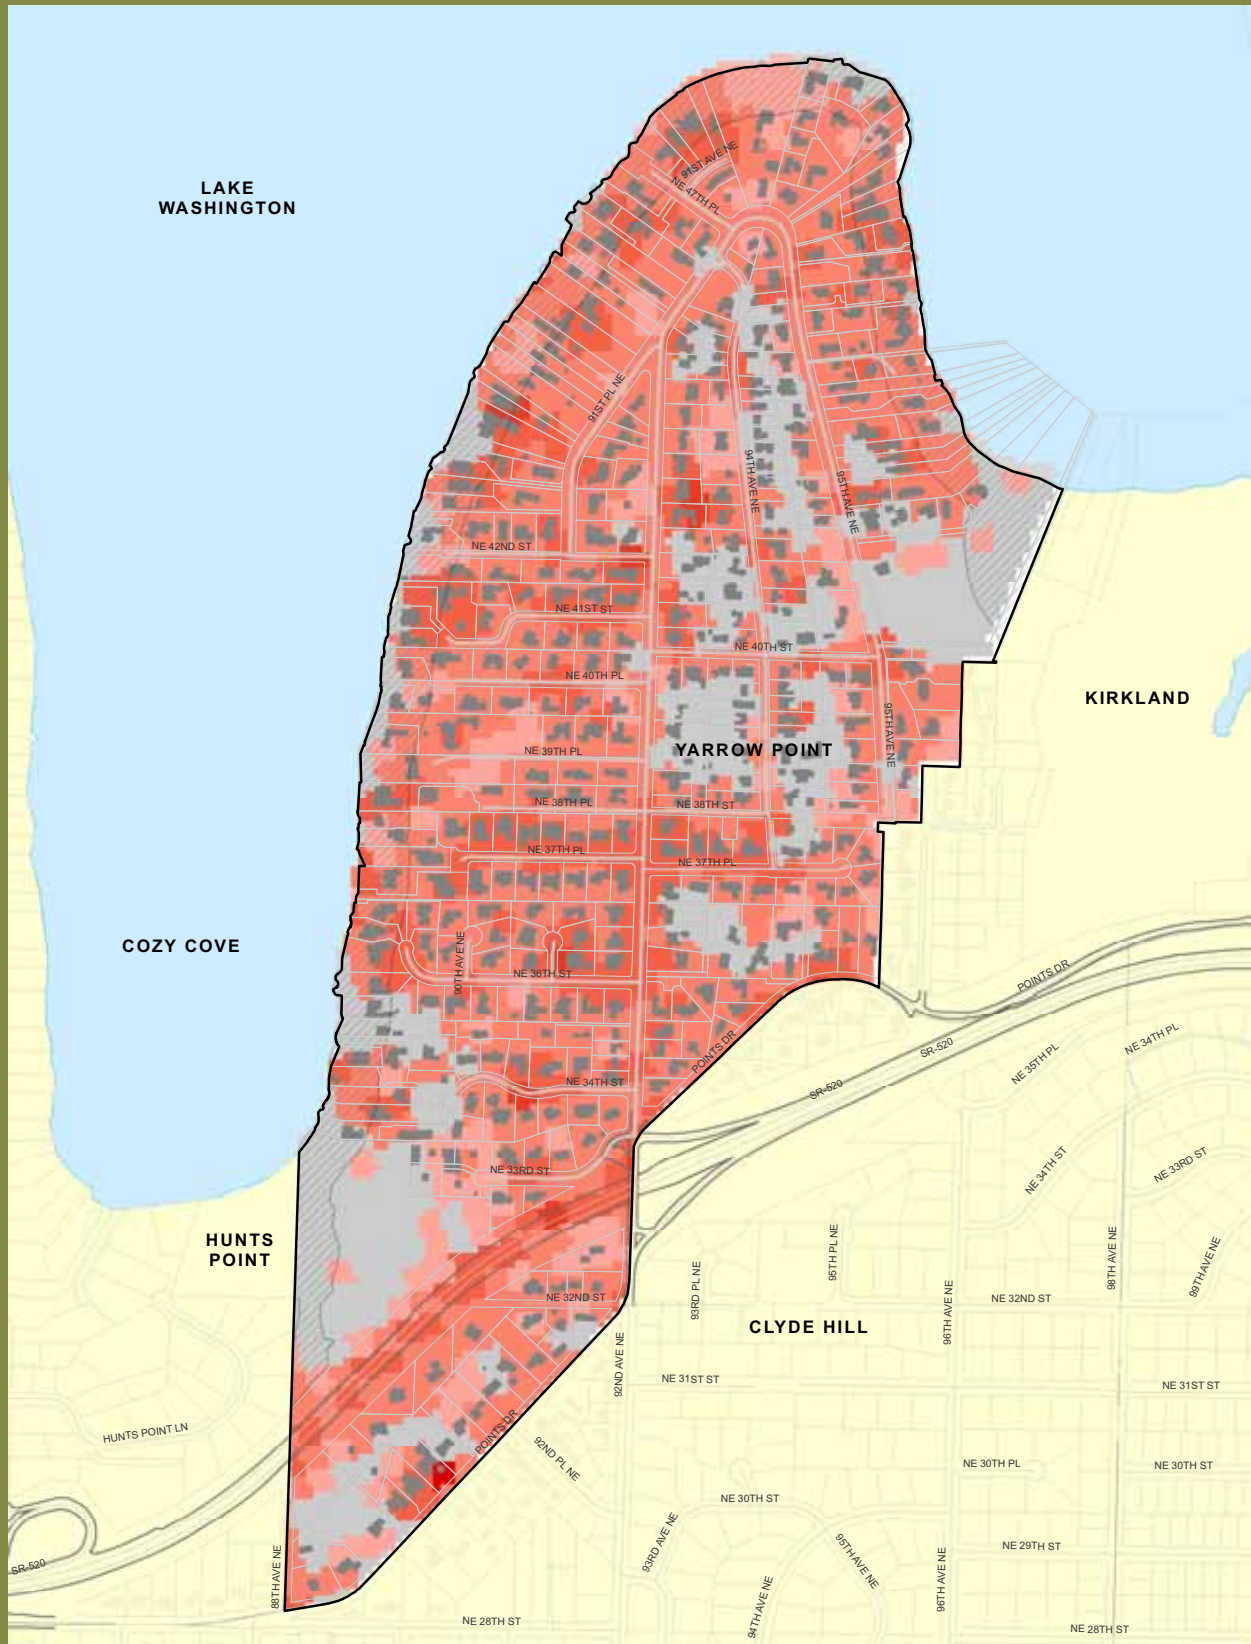 91ST AVE NE
NE 47TH PL
LAKE
WASHINGTON
91ST PL NE
94TH AVE NE
95TH AVE NE
NE 42ND ST
NE 41ST ST
NE 40TH ST
NE 40TH PL
KIRKLAND
95TH AVE NE
YARROW POINT
NE 39TH PL
NE 38TH PL
NE 38TH ST
NE 37TH PL
NE 37TH PL
COZY COVE
90TH AVE NE
NE 36TH ST
POINTS DR
SR-520
NE 34TH PL
POINTS DR
NE 35TH PL
NE 34TH ST
SR-520
NE 33RD ST
NE 34TH ST
NE 33RD ST
HUNTS
POINT
95TH PL NE
98TH AVE NE
99TH AVE NE
93RD PL NE
NE 32ND ST
96TH AVE NE
NE 32ND ST
CLYDE HILL
92ND AVE NE
NE 31ST ST
NE 31ST ST
HUNTS POINT LN
POINTS DR
92ND PL NE
NE 30TH PL
NE 30TH ST
NE 30TH ST
93RD AVE NE
95TH AVE NE
NE 29TH ST
SR-520
88TH AVE NE
96TH AVE NE
94TH AVE NE
NE 28TH ST
NE 28TH ST